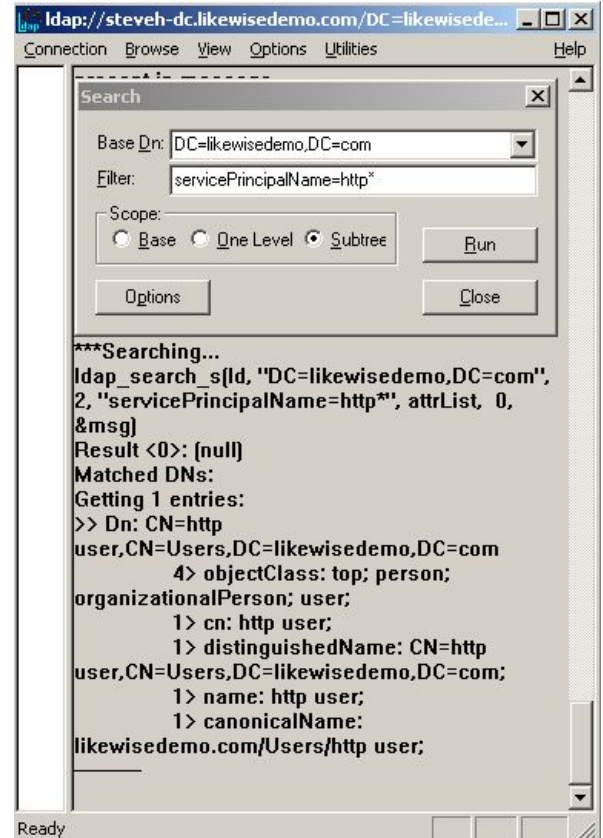 ldap://steveh-dc.likewisedemo.com/DC=likewisede...
Connection Browse View Options Utilities Help
Search
Base Dn: DC=likewisedemo,DC=com
Filter: servicePrincipalName=http*
Scope:
Base One Level Subtree
Run
Options
Close
***Searching...
ldap_search_s(ld, "DC=likewisedemo,DC=com",
2, "servicePrincipalName=http*", attrList, 0,
&msg)
Result <0>: (null)
Matched DNs:
Getting 1 entries:
>> Dn: CN=http
user,CN=Users,DC=likewisedemo,DC=com
4> objectClass: top; person;
organizationalPerson; user;
1> cn: http user;
1> distinguishedName: CN=http
user,CN=Users,DC=likewisedemo,DC=com;
1> name: http user;
1> canonicalName:
likewisedemo.com/Users/http user;
Ready